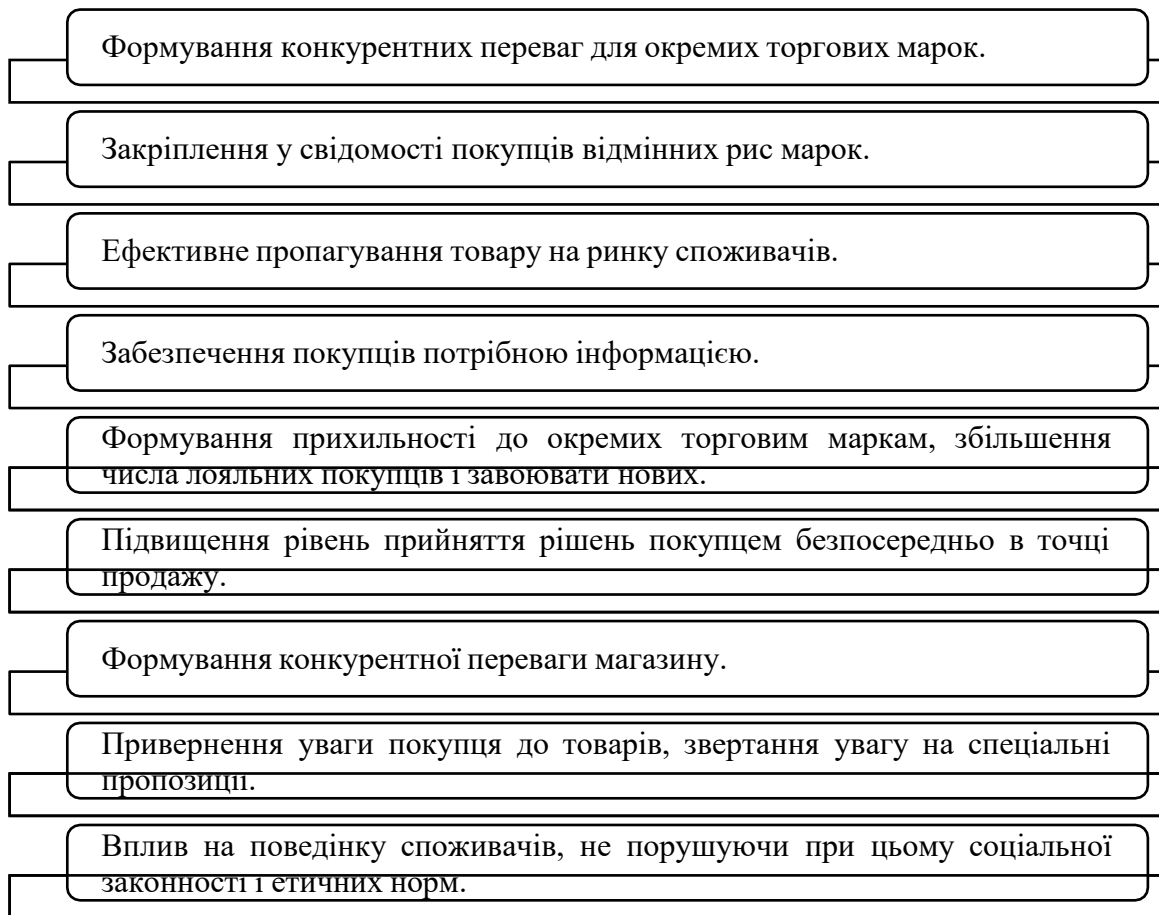 Формування конкурентних переваг для окремих торгових марок.
Закріплення у свідомості покупців відмінних рис марок.
Ефективне пропагування товару на ринку споживачів.
Забезпечення покупців потрібною інформацією.
Формування прихильності до окремих торговим маркам, збільшення
числа лояльних покупців і завоювати нових.
Підвищення рівень прийняття рішень покупцем безпосередньо в точці
продажу.
Формування конкурентної переваги магазину.
Привернення уваги покупця до товарів, звертання увагу на спеціальні
пропозиції.
Вплив на поведінку споживачів, не порушуючи при цьому соціальної
законності і етичних норм.